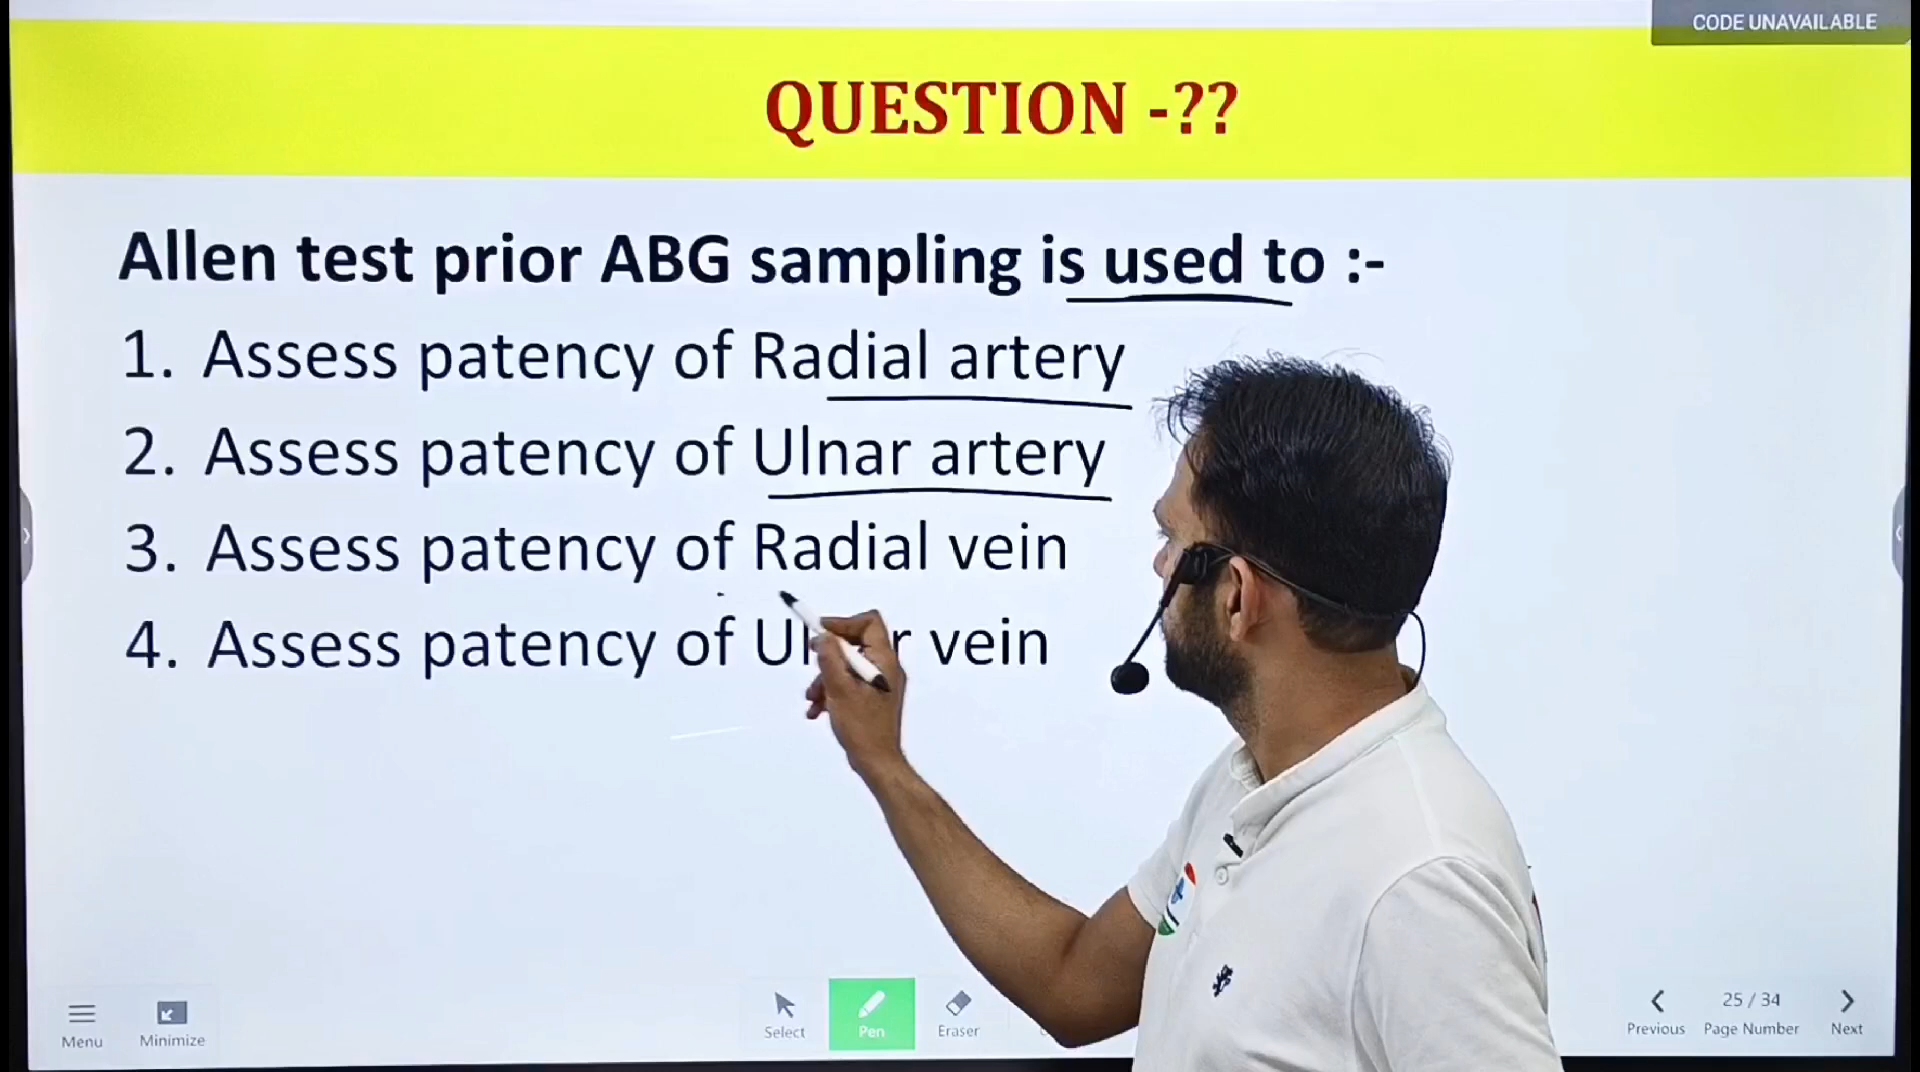 CODE UNAVAILABLE
QUESTION -??
Allen test prior ABG sampling is used to :-
1. Assess patency of Radial artery
2. Assess patency of Ulnar artery
3. Assess patency of Radial vein
4. Assess patency of vein
Menu
Minimize
Select
Pen
Eraser
Previous
25 / 34
Page Number
Next